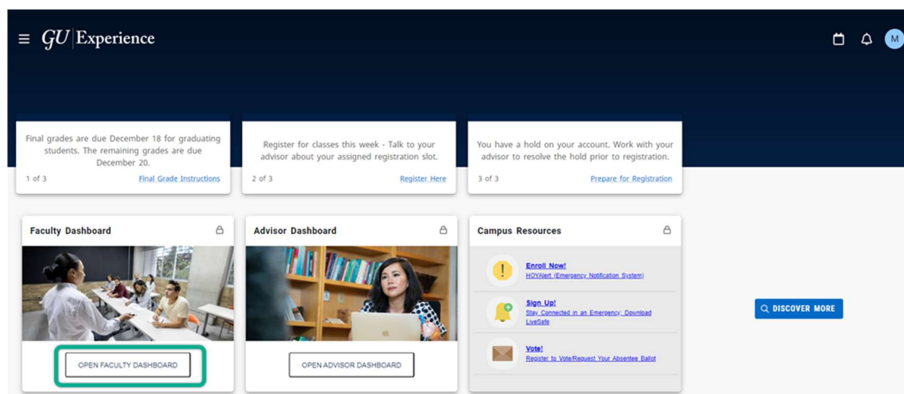 GU Experience
M
Final grades are due December 18 for graduating
students. The remaining grades are due
December 20.
1 of 3
Final Grade Instructions
Register for classes this week - Talk to your
advisor about your assigned registration slot.
2 of 3
Register Here
You have a hold on your account. Work with your
advisor to resolve the hold prior to registration.
3 of 3
Prepare for Registration
Faculty Dashboard
OPEN FACULTY DASHBOARD
Advisor Dashboard
OPEN ADVISOR DASHBOARD
Campus Resources
Enroll Now!
HOYAlert (Emergency Notification System)
Sign Up!
Stay Connected in an Emergency: Download
LiveSafe
Vote!
Register to Vote/Request Your Absentee Ballot
DISCOVER MORE